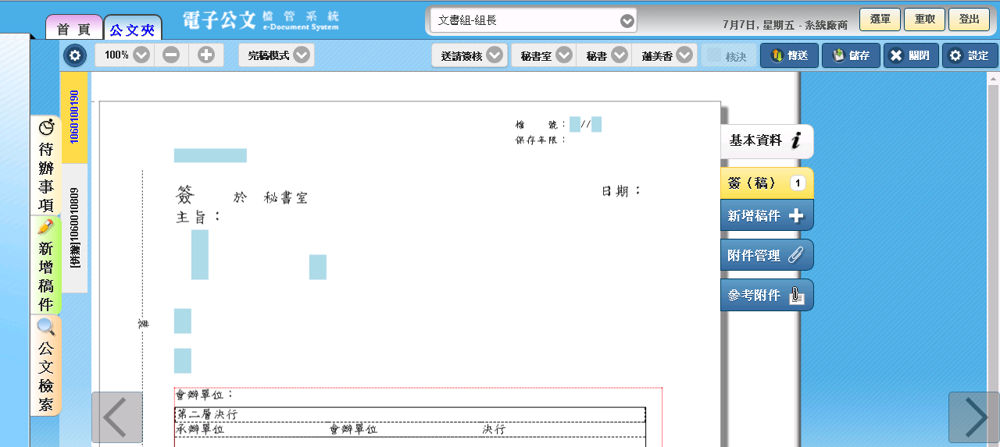 首 頁
公文夾
電子公文 檔管系統
e-Document System
文書組-組長
7月7日, 星期五 - 系統廠商
選單
重取
登出
100%
完稿模式
送請簽核
秘書室
秘書
蕭美香
核決
傳送
儲存
關閉
設定
1060100190
[併辦]1060010809
待辦事項
新增稿件
公文檢索
檔 號：//
保存年限：
簽 於 秘書室
日期：
主旨：
基本資料
簽（稿） 1
新增稿件
附件管理
參考附件
會辦單位：
第二層決行
承辦單位 會辦單位 決行